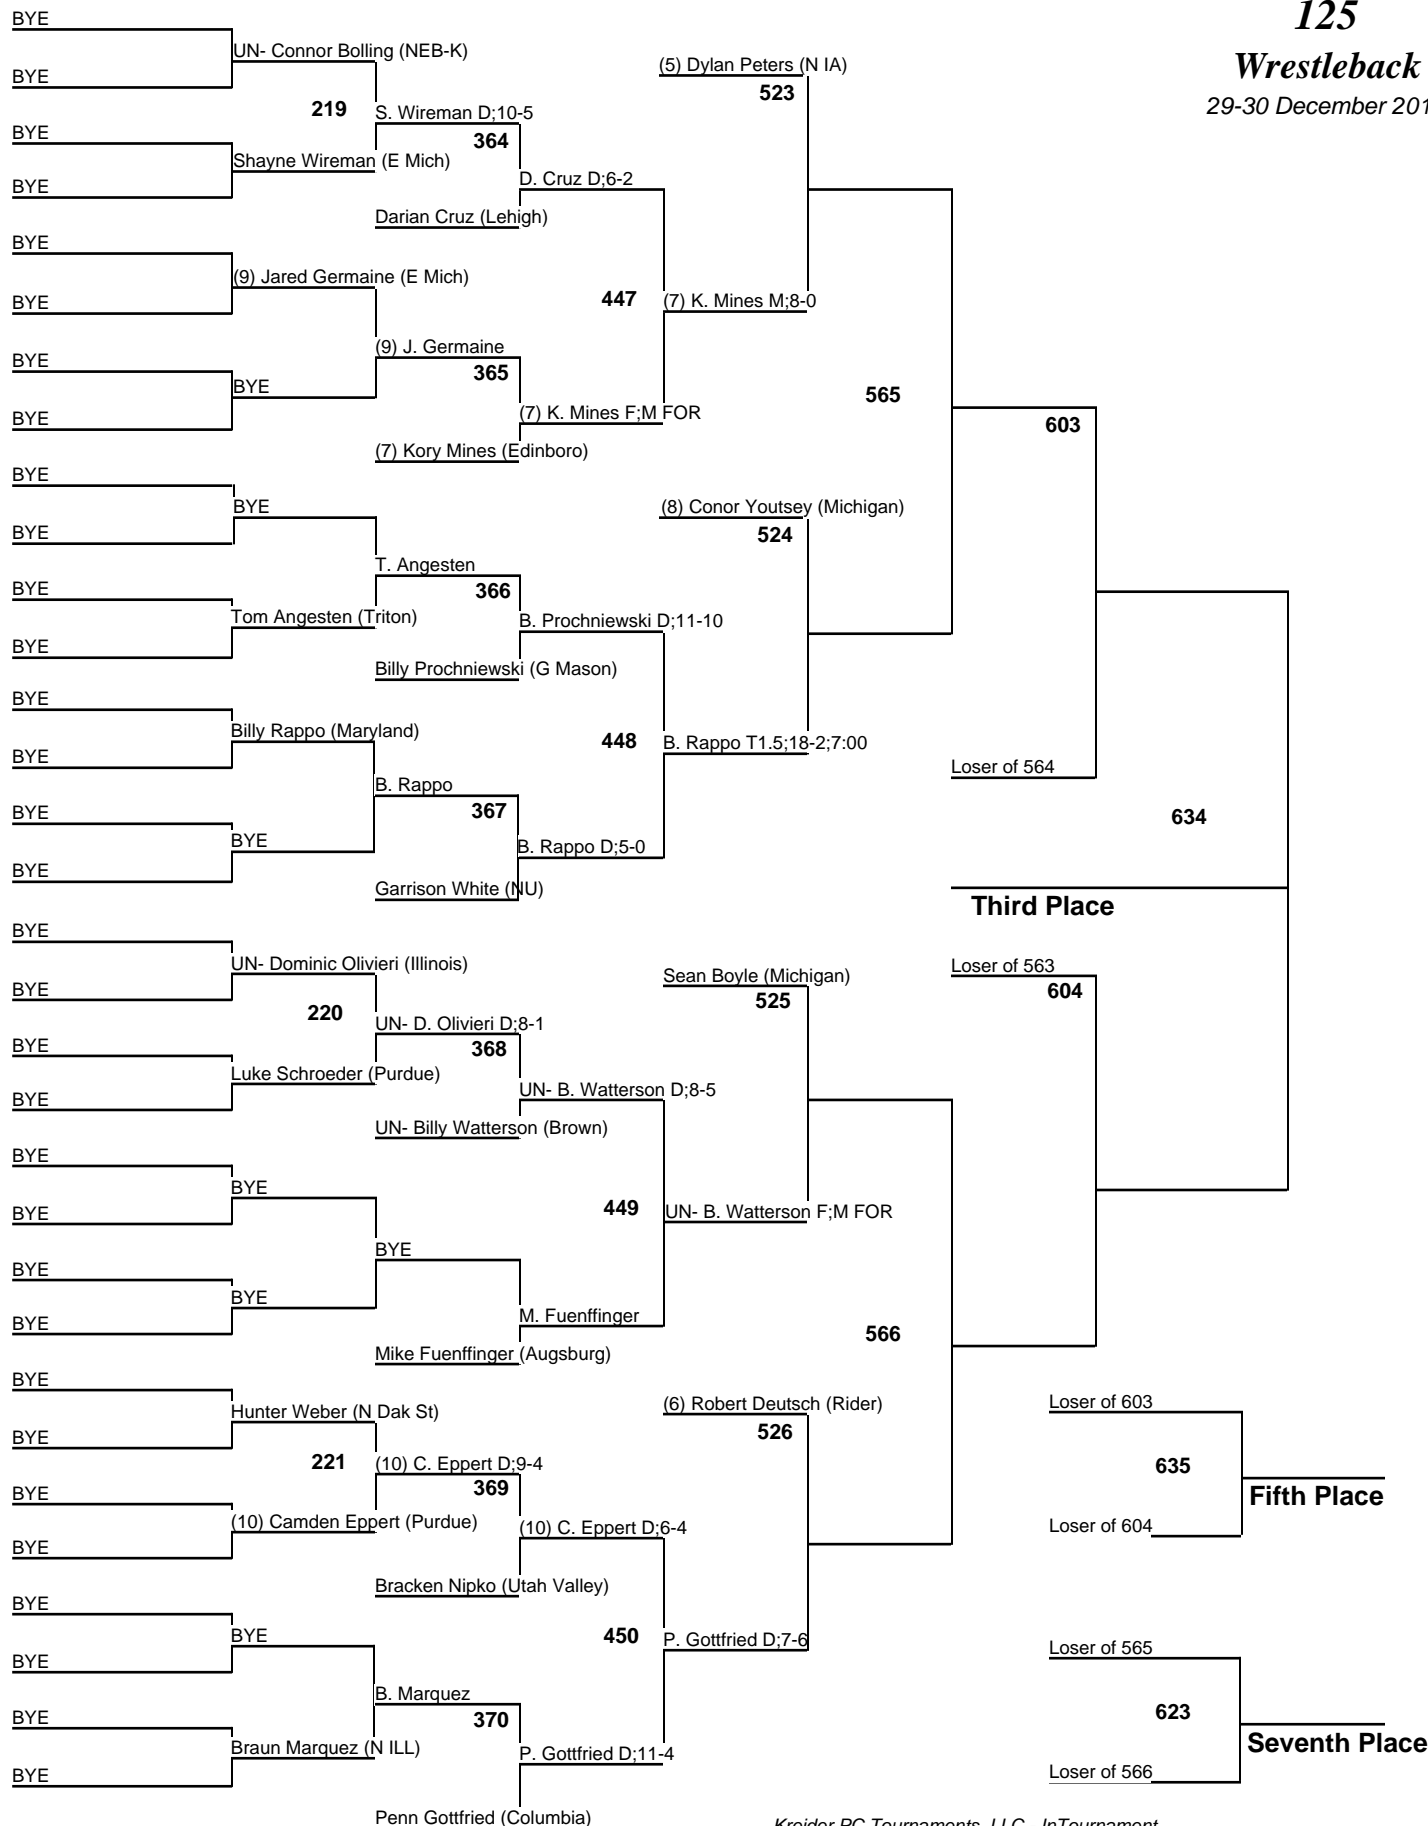 125
Wrestleback
29-30 December 201
BYE
UN- Connor Bolling (NEB-K)
BYE
219
S. Wireman D;10-5
364
BYE
Shayne Wireman (E Mich)
BYE
D. Cruz D;6-2
Darian Cruz (Lehigh)
(5) Dylan Peters (N IA)
523
BYE
(9) Jared Germaine (E Mich)
BYE
447
(7) K. Mines M;8-0
(9) J. Germaine
365
BYE
BYE
BYE
(7) K. Mines F;M FOR
(7) Kory Mines (Edinboro)
565
603
BYE
BYE
BYE
(8) Conor Youtsey (Michigan)
524
T. Angesten
366
BYE
Tom Angesten (Triton)
BYE
B. Prochniewski D;11-10
Billy Prochniewski (G Mason)
BYE
Billy Rappo (Maryland)
BYE
448
B. Rappo T1.5;18-2;7:00
Loser of 564
B. Rappo
367
BYE
BYE
BYE
B. Rappo D;5-0
Garrison White (NU)
634
Third Place
BYE
UN- Dominic Olivieri (Illinois)
BYE
Sean Boyle (Michigan)
525
Loser of 563
604
220
UN- D. Olivieri D;8-1
368
BYE
Luke Schroeder (Purdue)
BYE
UN- B. Watterson D;8-5
UN- Billy Watterson (Brown)
BYE
BYE
BYE
449
UN- B. Watterson F;M FOR
BYE
BYE
BYE
BYE
M. Fuenffinger
Mike Fuenffinger (Augsburg)
566
BYE
Hunter Weber (N Dak St)
BYE
(6) Robert Deutsch (Rider)
526
Loser of 603
221
(10) C. Eppert D;9-4
369
635
Fifth Place
BYE
(10) Camden Eppert (Purdue)
BYE
(10) C. Eppert D;6-4
Loser of 604
Bracken Nipko (Utah Valley)
BYE
BYE
BYE
450
P. Gottfried D;7-6
Loser of 565
B. Marquez
370
623
BYE
Braun Marquez (N ILL)
BYE
P. Gottfried D;11-4
Seventh Place
Loser of 566
Penn Gottfried (Columbia)
Kreider PC Tournaments, LLC - InTournament